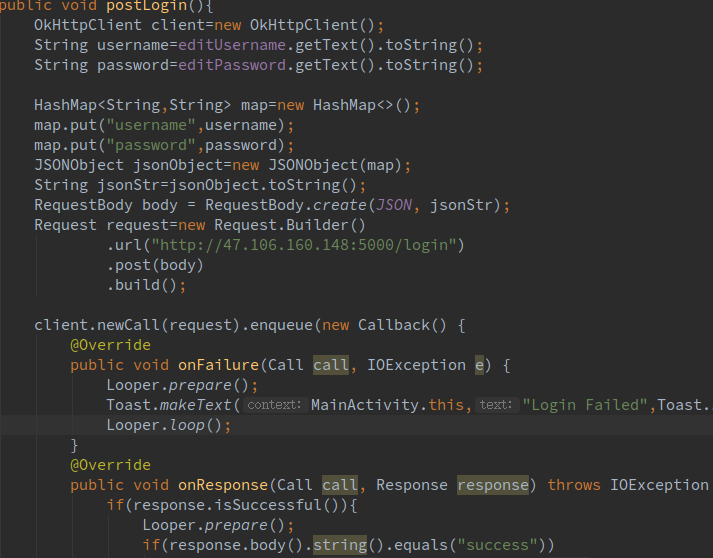 public void postLogin(){
OkHttpClient client=new OkHttpClient();
String username=editUsername.getText().toString();
String password=editPassword.getText().toString();
HashMap<String,String> map=new HashMap<>();
map.put("username",username);
map.put("password",password);
JSONObject jsonObject=new JSONObject(map);
String jsonStr=jsonObject.toString();
RequestBody body = RequestBody.create(JSON, jsonStr);
Request request=new Request.Builder()
.url("http://47.106.160.148:5000/login")
.post(body)
.build();
client.newCall(request).enqueue(new Callback() {
@Override
public void onFailure(Call call, IOException e) {
Looper.prepare();
Toast.makeText( context: MainActivity.this, text: "Login Failed",Toast.
Looper.loop();
}
@Override
public void onResponse(Call call, Response response) throws IOException
if(response.isSuccessful()){
Looper.prepare();
if(response.body().string().equals("success"))